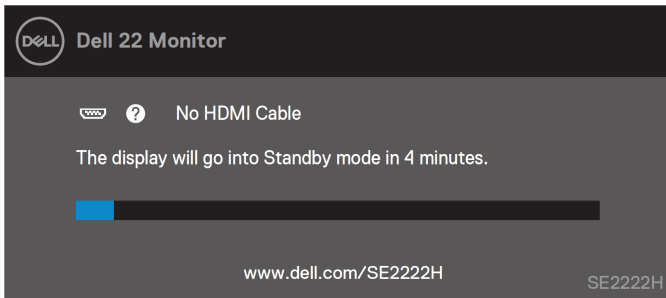 DELL Dell 22 Monitor
? No HDMI Cable
The display will go into Standby mode in 4 minutes.
www.dell.com/SE2222H
SE2222H